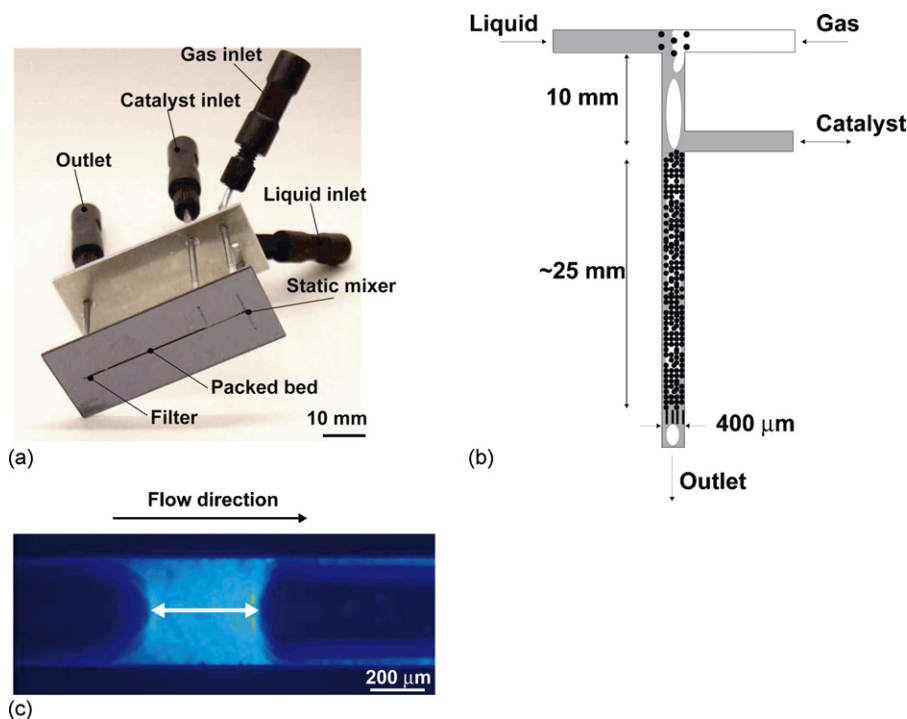 Gas inlet
Catalyst inlet
Outlet
Liquid inlet
Static mixer
Packed bed
Filter
10 mm
(a)
Liquid
Gas
10 mm
Catalyst
~25 mm
400 μm
Outlet
(b)
Flow direction
200 μm
(c)